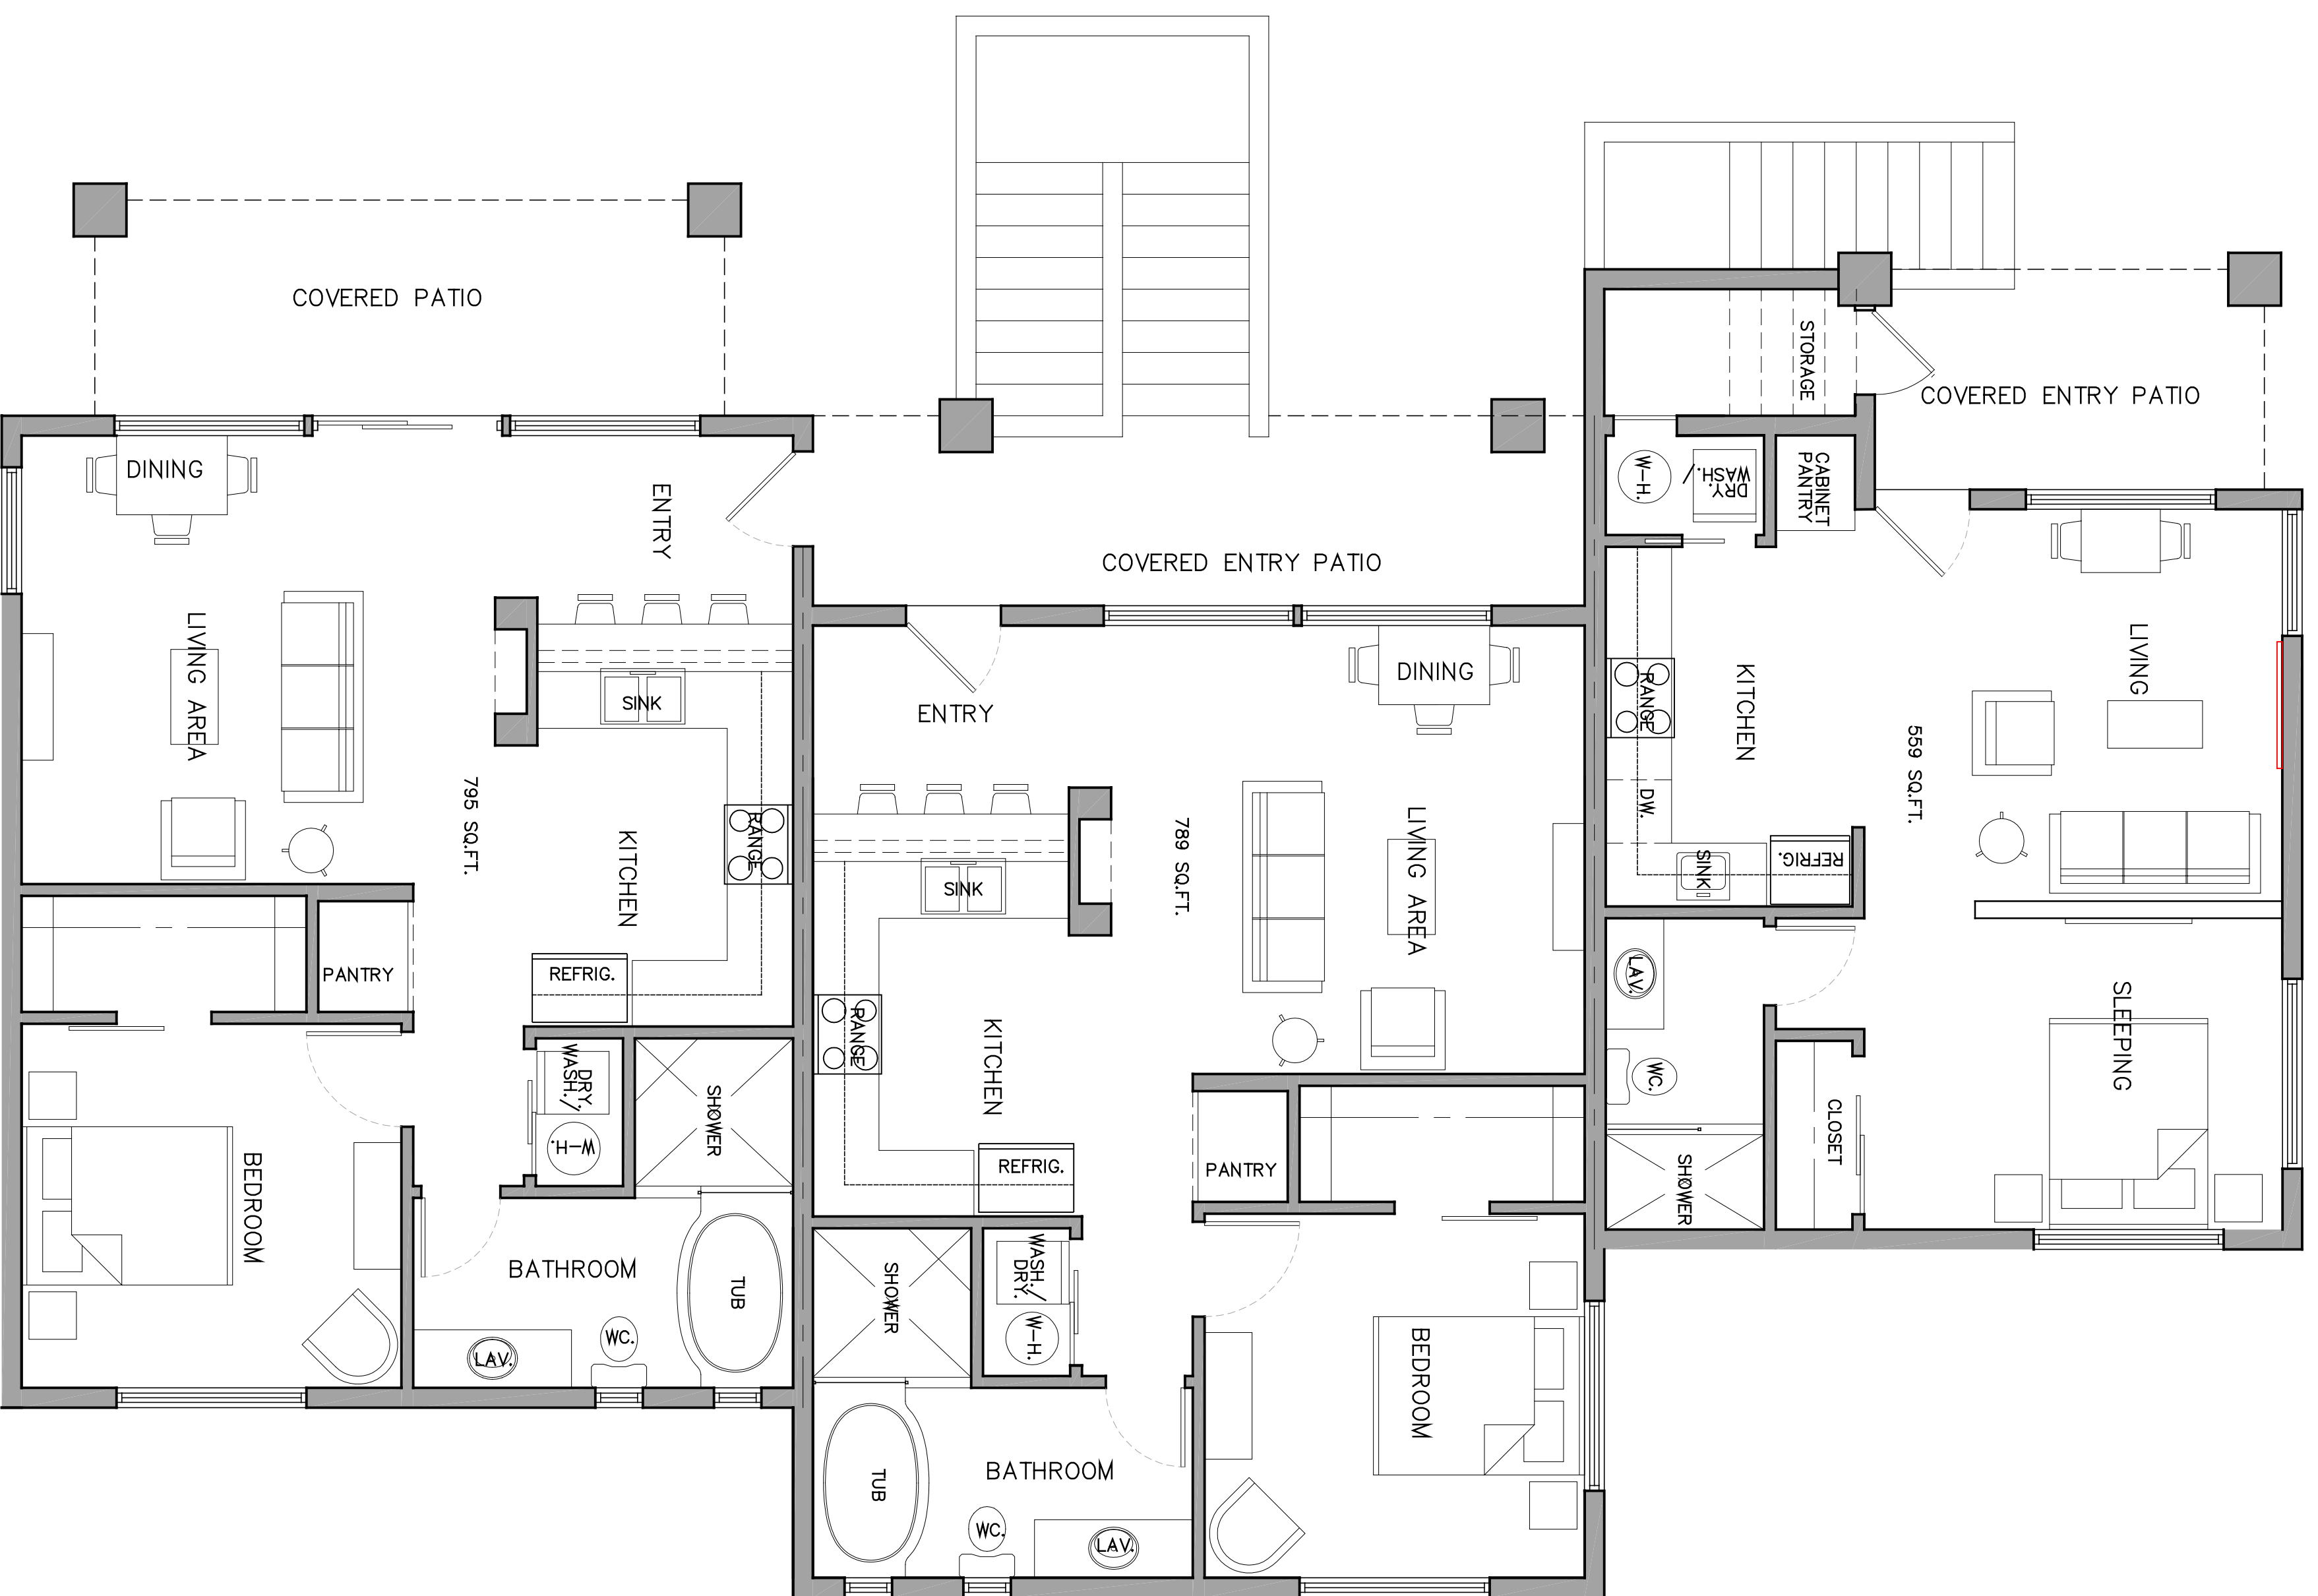 COVERED PATIO
DINING
ENTRY
LIVING AREA
SINK
795 SQ.FT.
KITCHEN
RANGE
PANTRY
REFRIG.
WASH./
DRY.
W-H.
SHOWER
BEDROOM
BATHROOM
TUB
LAV.
WC.
COVERED ENTRY PATIO
ENTRY
DINING
SINK
789 SQ.FT.
LIVING AREA
RANGE
KITCHEN
REFRIG.
PANTRY
SHOWER
WASH./
DRY.
W-H.
TUB
BATHROOM
WC.
LAV.
BEDROOM
STORAGE
COVERED ENTRY PATIO
W-H.
WASH./
DRY.
CABINET
PANTRY
KITCHEN
RANGE
DW.
SINK
REFRIG.
559 SQ.FT.
LIVING
LAV.
WC.
SHOWER
CLOSET
SLEEPING